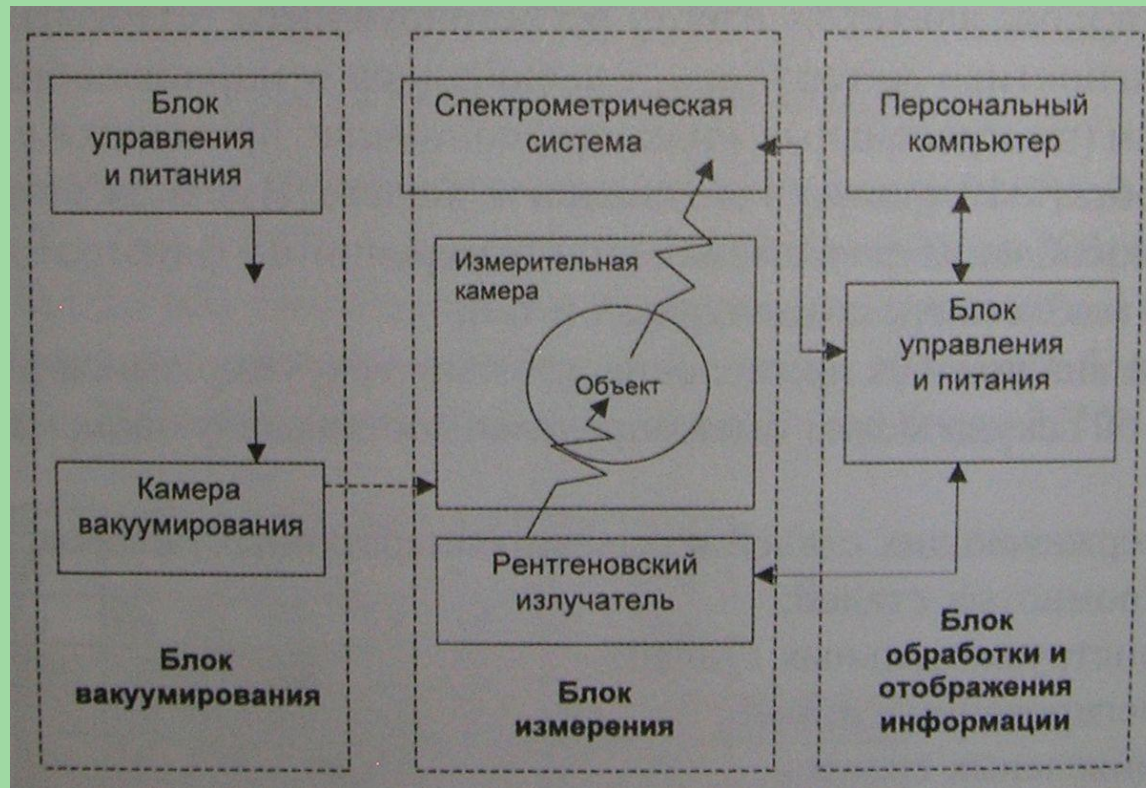 Блок
управления
и питания
Камера
вакуумирования
Блок
вакуумирования
Спектрометрическая
система
Измерительная
камера
Объект
Рентгеновский
излучатель
Блок
измерения
Персональный
компьютер
Блок
управления
и питания
Блок
обработки и
отображения
информации